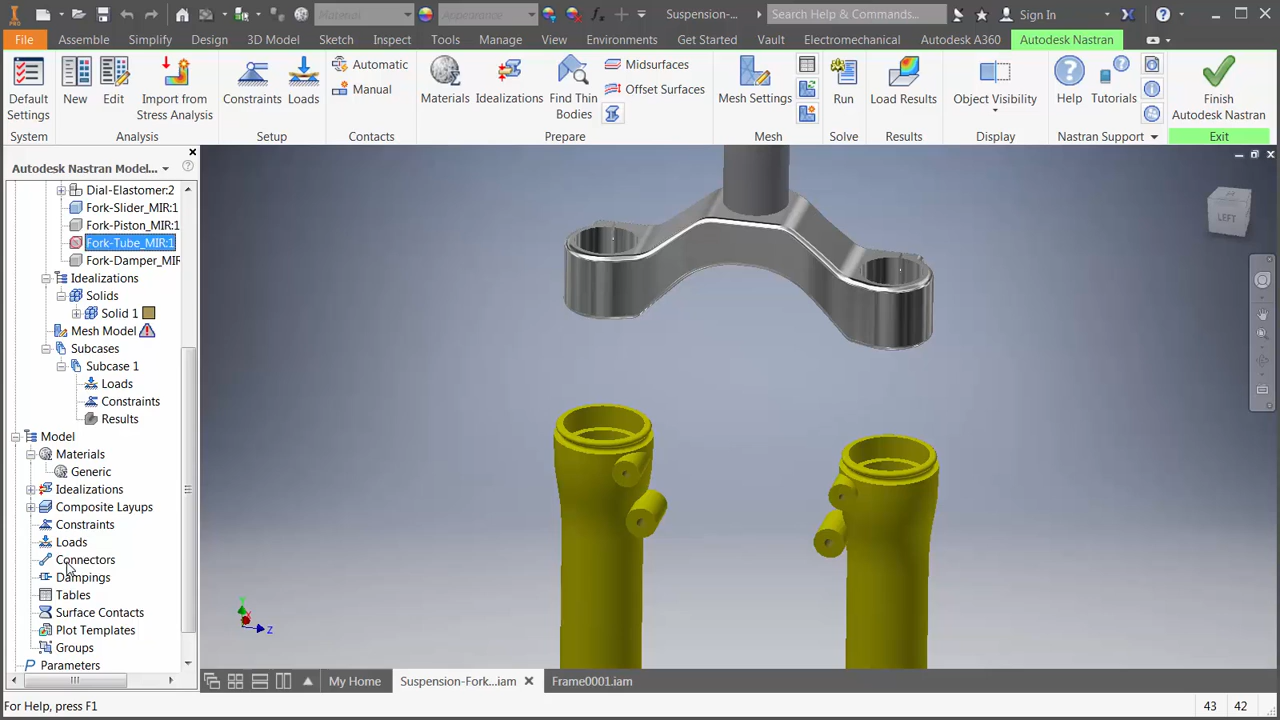 PRO
Material
Appearance
Suspension-...
Search Help & Commands...
Sign In
File
Assemble
Simplify
Design
3D Model
Sketch
Inspect
Tools
Manage
View
Environments
Get Started
Vault
Electromechanical
Autodesk A360
Autodesk Nastran
Default Settings
New
Edit
Import from Stress Analysis
Constraints
Loads
Automatic
Manual
Materials
Idealizations
Find Thin Bodies
Midsurfaces
Offset Surfaces
Mesh Settings
Run
Load Results
Object Visibility
Help
Tutorials
Finish Autodesk Nastran
System
Analysis
Setup
Contacts
Prepare
Mesh
Solve
Results
Display
Nastran Support
Exit
Autodesk Nastran Model...
Dial-Elastomer:2
Fork-Slider_MIR:1
Fork-Piston_MIR:1
Fork-Tube_MIR:1
Fork-Damper_MIR
Idealizations
Solids
Solid 1
Mesh Model
Subcases
Subcase 1
Loads
Constraints
Results
Model
Materials
Generic
Idealizations
Composite Layups
Constraints
Loads
Connectors
Dampings
Tables
Surface Contacts
Plot Templates
Groups
Parameters
LEFT
Y
Z
My Home
Suspension-Fork...iam
Frame0001.iam
For Help, press F1
43
42